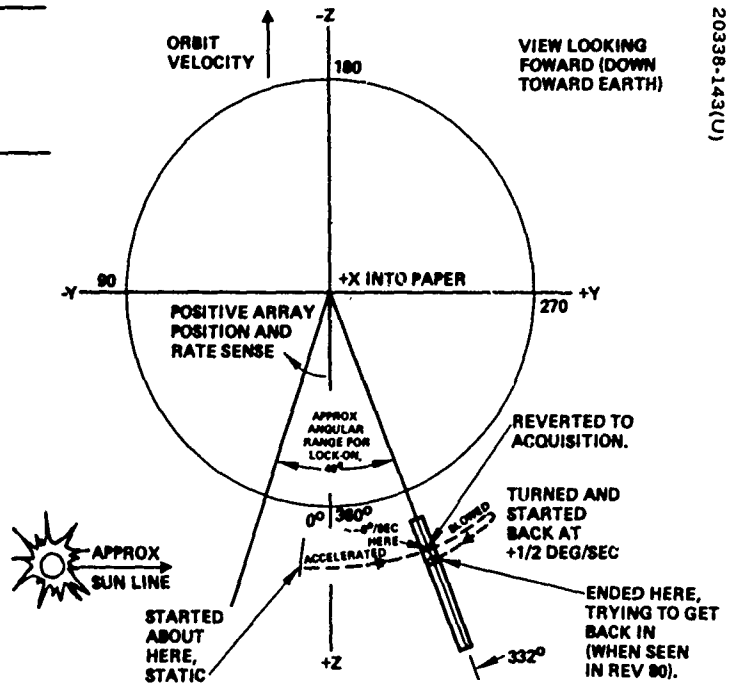 20338-143(U)
-Z
ORBIT
VELOCITY
180
VIEW LOOKING
FOWARD (DOWN
TOWARD EARTH)
-Y
90
+X INTO PAPER
+Y
270
POSITIVE ARRAY
POSITION AND
RATE SENSE
APPROX
ANGULAR
RANGE FOR
LOCK-ON,
REVERTED TO
ACQUISITION.
0° 360°
/SEC
HERE
SLOWED
TURNED AND
STARTED
BACK AT
+1/2 DEG/SEC
ACCELERATED
APPROX
SUN LINE
STARTED
ABOUT
HERE,
STATIC
+Z
332°
ENDED HERE,
TRYING TO GET
BACK IN
(WHEN SEEN
IN REV 80).